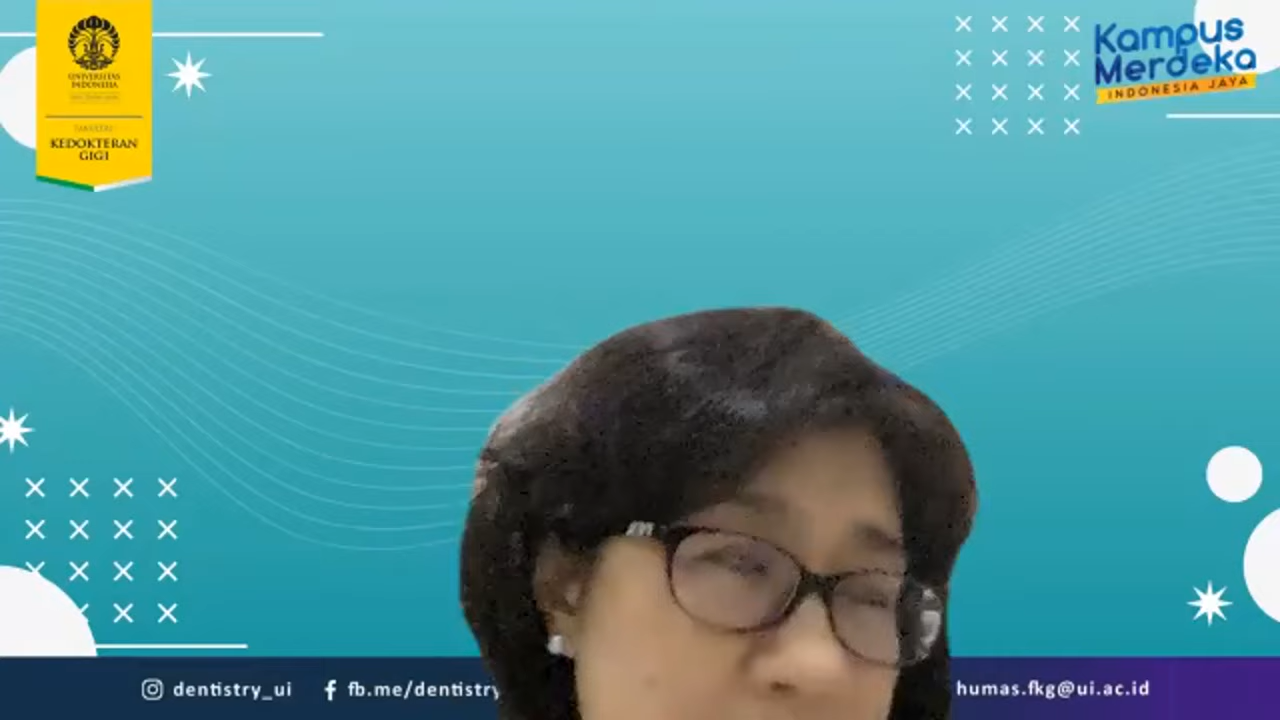 UNIVERSITAS
INDONESIA
FAKULTAS
KEDOKTERAN
GIGI
Kampus
Merdeka
INDONESIA JAYA
dentistry_ui
fb.me/dentistry
humas.fkg@ui.ac.id